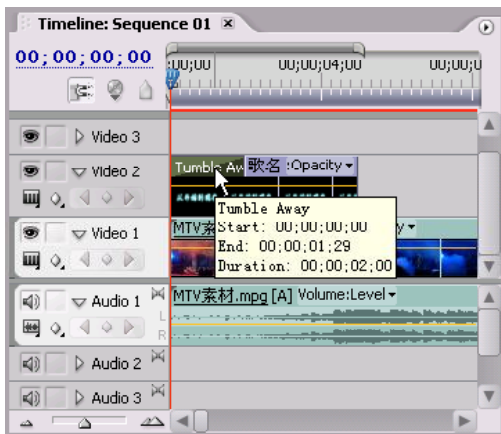 Timeline: Sequence 01
00;00;00;00
:00;00 00;00;04;00 00;00;0
Video 3
Video 2
Tumble Aw 歌名 :Opacity
Tumble Away
Start: 00;00;00;00
End: 00;00;01;29
Duration: 00;00;02;00
Video 1
MTV素
Audio 1
MTV素材.mpg [A] Volume:Level
L
R
Audio 2
Audio 3